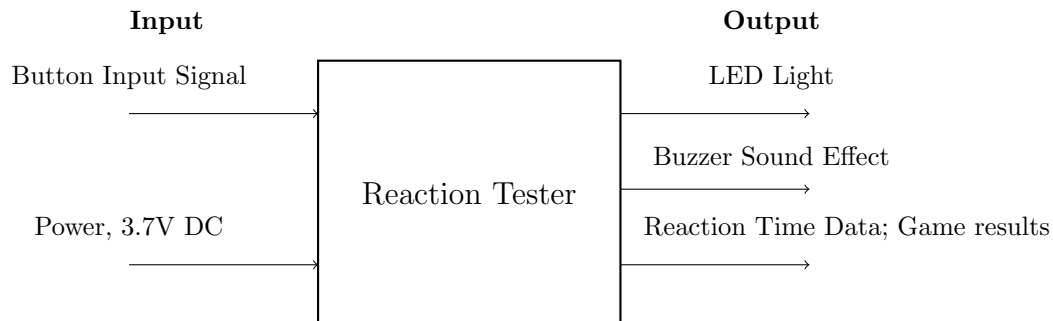 Input
Output
Button Input Signal
LED Light
Buzzer Sound Effect
Reaction Tester
Power, 3.7V DC
Reaction Time Data; Game results